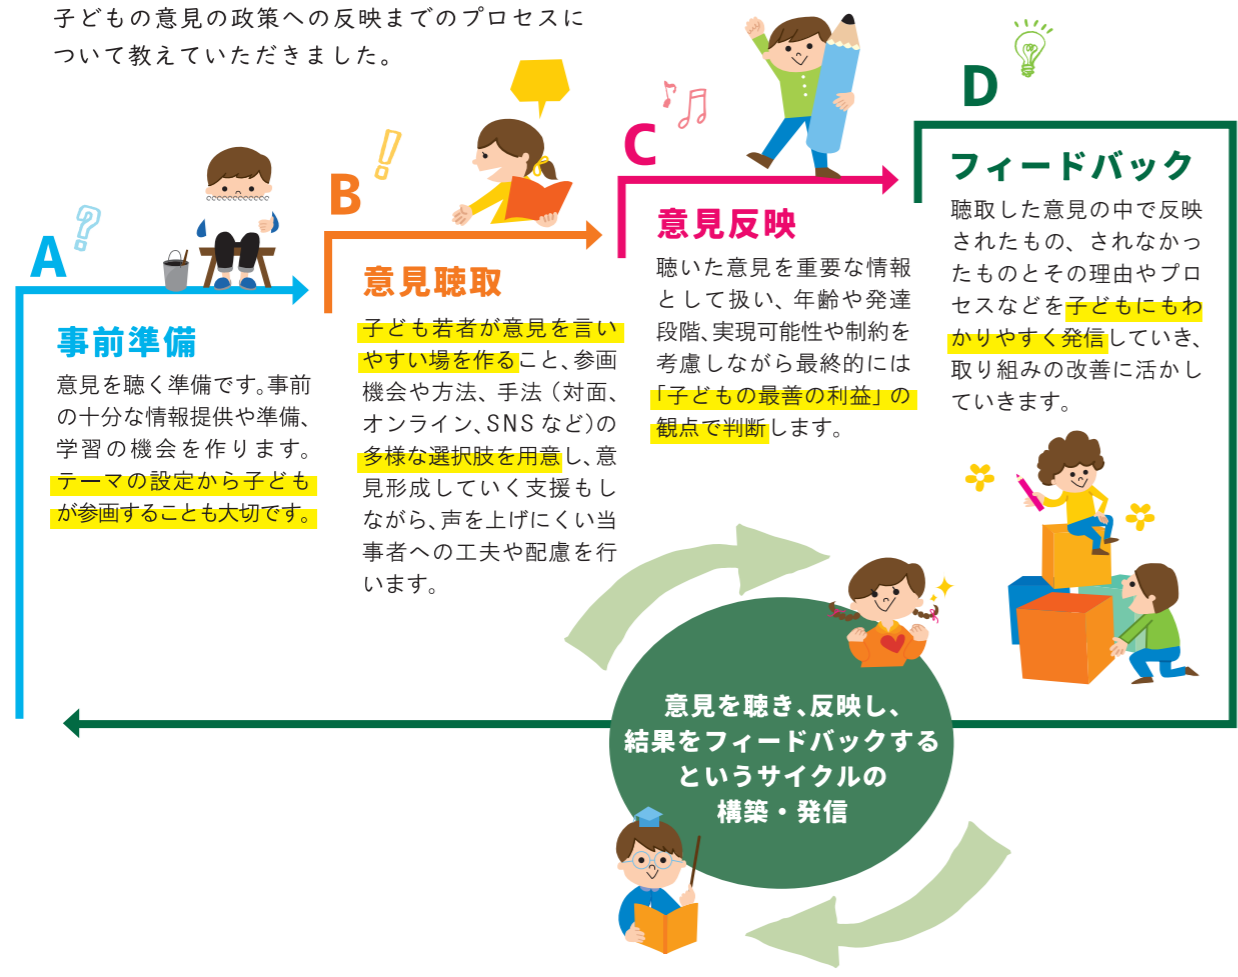 子どもの意見の政策への反映までのプロセスに
ついて教えていただきました。
A
事前準備
意見を聴く準備です。事前
の十分な情報提供や準備、
学習の機会を作ります。
テーマの設定から子ども
が参画することも大切です。
B
意見聴取
子ども若者が意見を言い
やすい場を作ること、参画
機会や方法、手法（対面、
オンライン、SNSなど)の
多様な選択肢を用意し、意
見形成していく支援もし
ながら、声を上げにくい当
事者への工夫や配慮を行
います。
C
意見反映
聴いた意見を重要な情報
として扱い、年齢や発達
段階、実現可能性や制約を
考慮しながら最終的には
「子どもの最善の利益」の
観点で判断します。
D
フィードバック
聴取した意見の中で反映
されたもの、されなかっ
たものとその理由やプロ
セスなどを子どもにもわ
かりやすく発信していき、
取り組みの改善に活かし
ていきます。
意見を聴き、反映し、
結果をフィードバックする
というサイクルの
構築・発信